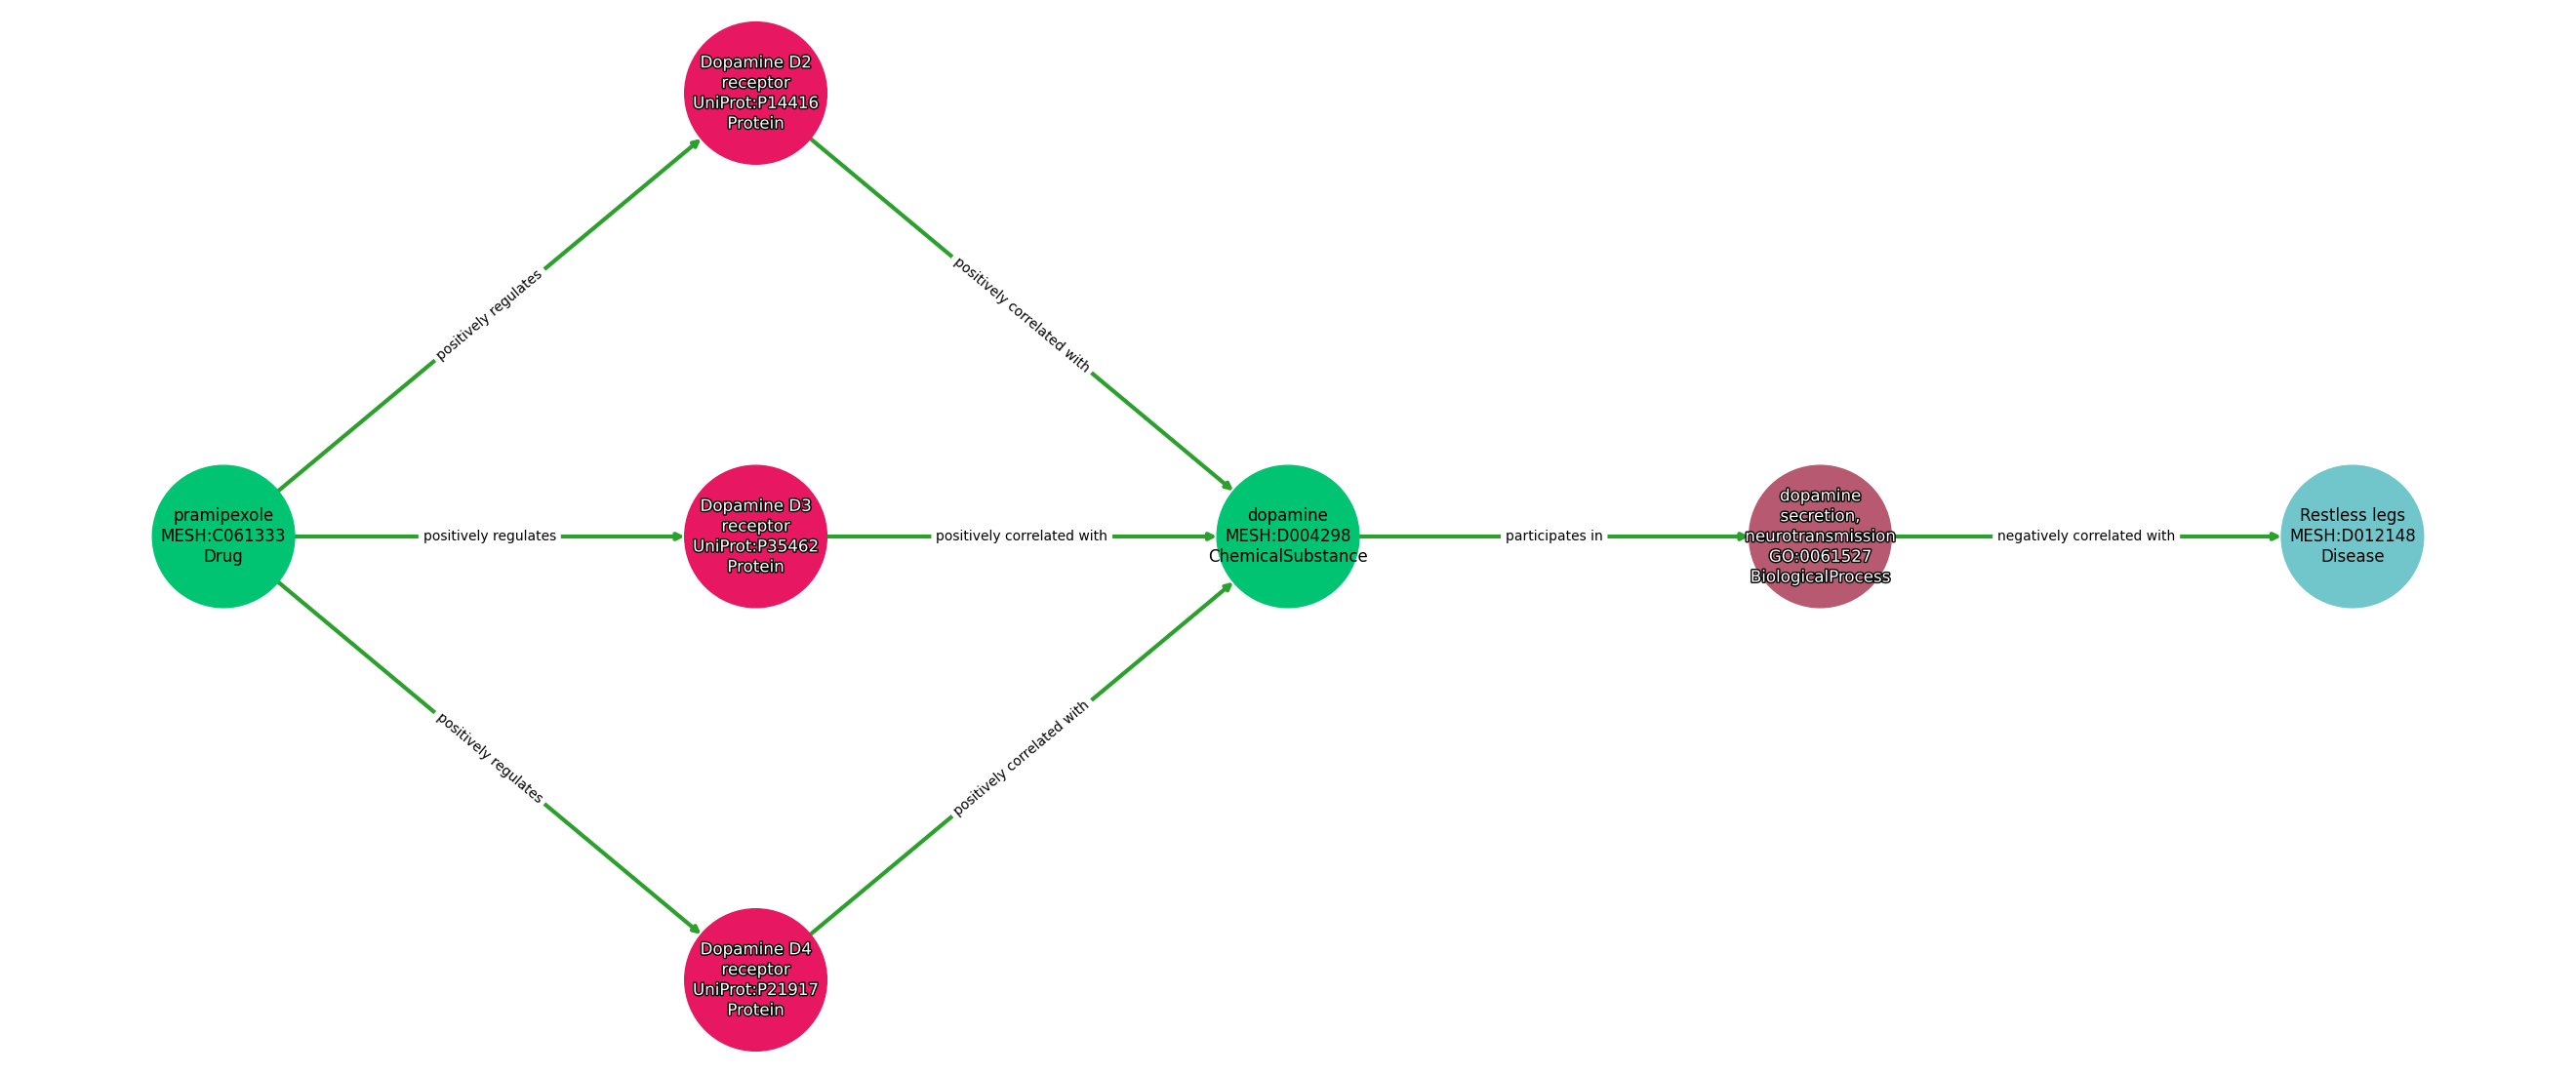 Dopamine D2
receptor
UniProt:P14416
Protein
positively regulates
positively correlated with
pramipexole
MESH:C061333
Drug
positively regulates
Dopamine D3
receptor
UniProt:P35462
Protein
positively correlated with
dopamine
MESH:D004298
ChemicalSubstance
participates in
dopamine
secretion,
neurotransmission
GO:0061527
BiologicalProcess
negatively correlated with
Restless legs
MESH:D012148
Disease
positively regulates
positively correlated with
Dopamine D4
receptor
UniProt:P21917
Protein